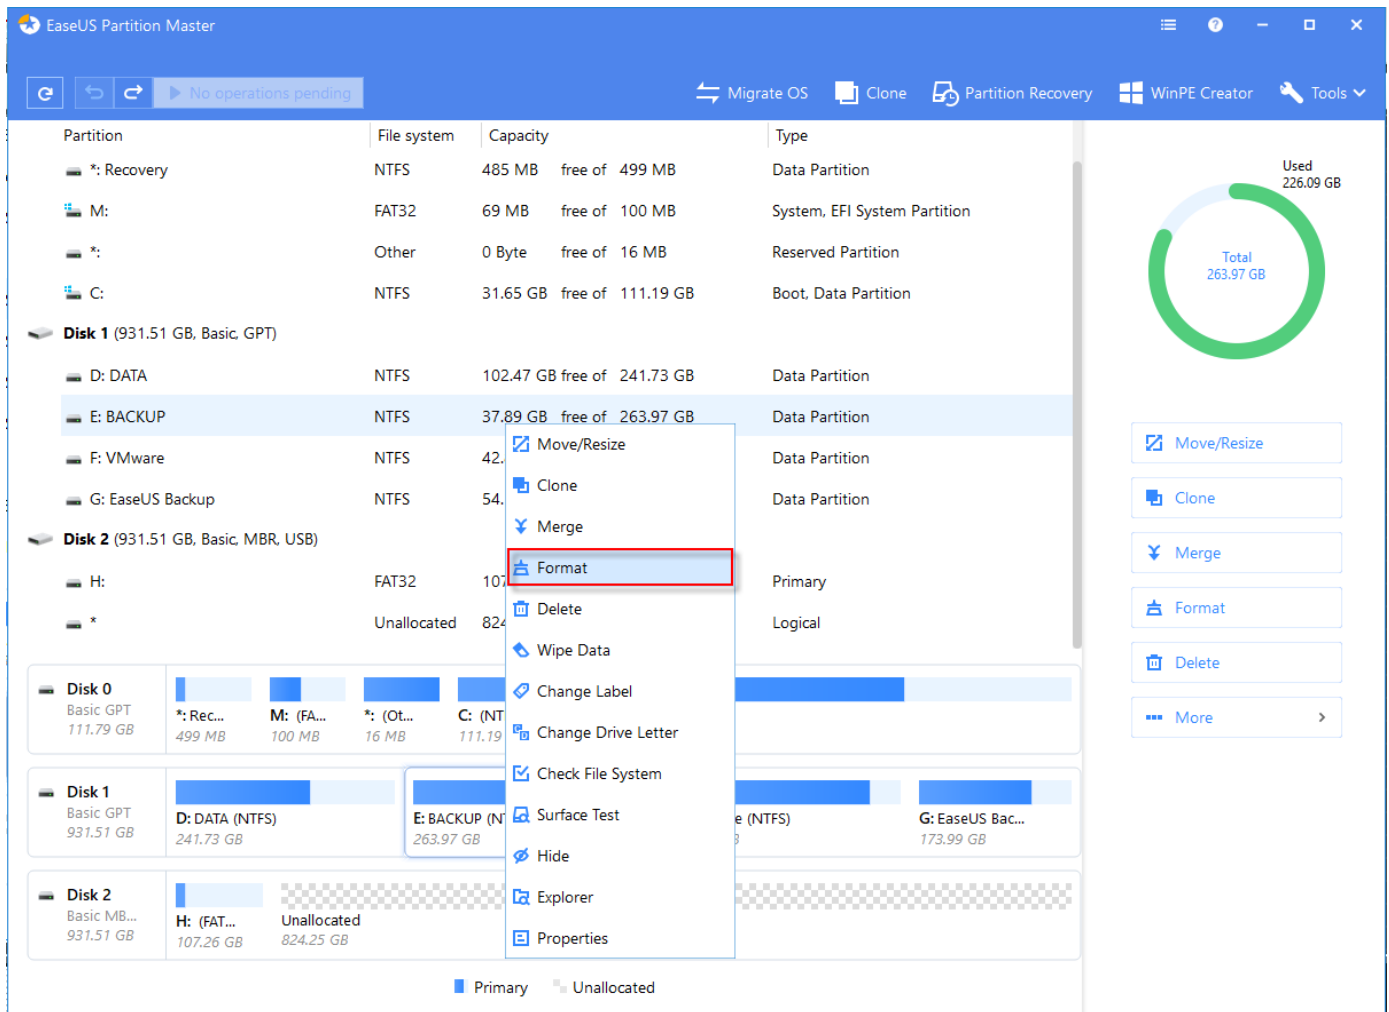 EaseUS Partition Master
No operations pending
Migrate OS Clone Partition Recovery WinPE Creator Tools
Partition File system Capacity Type
*: Recovery NTFS 485 MB free of 499 MB Data Partition
M: FAT32 69 MB free of 100 MB System, EFI System Partition
*: Other 0 Byte free of 16 MB Reserved Partition
C: NTFS 31.65 GB free of 111.19 GB Boot, Data Partition
Disk 1 (931.51 GB, Basic, GPT)
D: DATA NTFS 102.47 GB free of 241.73 GB Data Partition
E: BACKUP NTFS 37.89 GB free of 263.97 GB Data Partition
F: VMware NTFS 42. Data Partition
G: EaseUS Backup NTFS 54. Data Partition
Disk 2 (931.51 GB, Basic, MBR, USB)
H: FAT32 107 Primary
* Unallocated 824 Logical
Move/Resize
Clone
Merge
Format
Delete
Wipe Data
Change Label
Change Drive Letter
Check File System
Surface Test
Hide
Explorer
Properties
Used
226.09 GB
Total
263.97 GB
Move/Resize
Clone
Merge
Format
Delete
More
Disk 0
Basic GPT
111.79 GB
*: Rec...
499 MB
M: (FA...
100 MB
*: (Ot...
16 MB
C: (NT
111.19
Disk 1
Basic GPT
931.51 GB
D: DATA (NTFS)
241.73 GB
E: BACKUP (N
263.97 GB
e (NTFS)
G: EaseUS Bac...
173.99 GB
Disk 2
Basic MB...
931.51 GB
H: (FAT...
107.26 GB
Unallocated
824.25 GB
Primary Unallocated